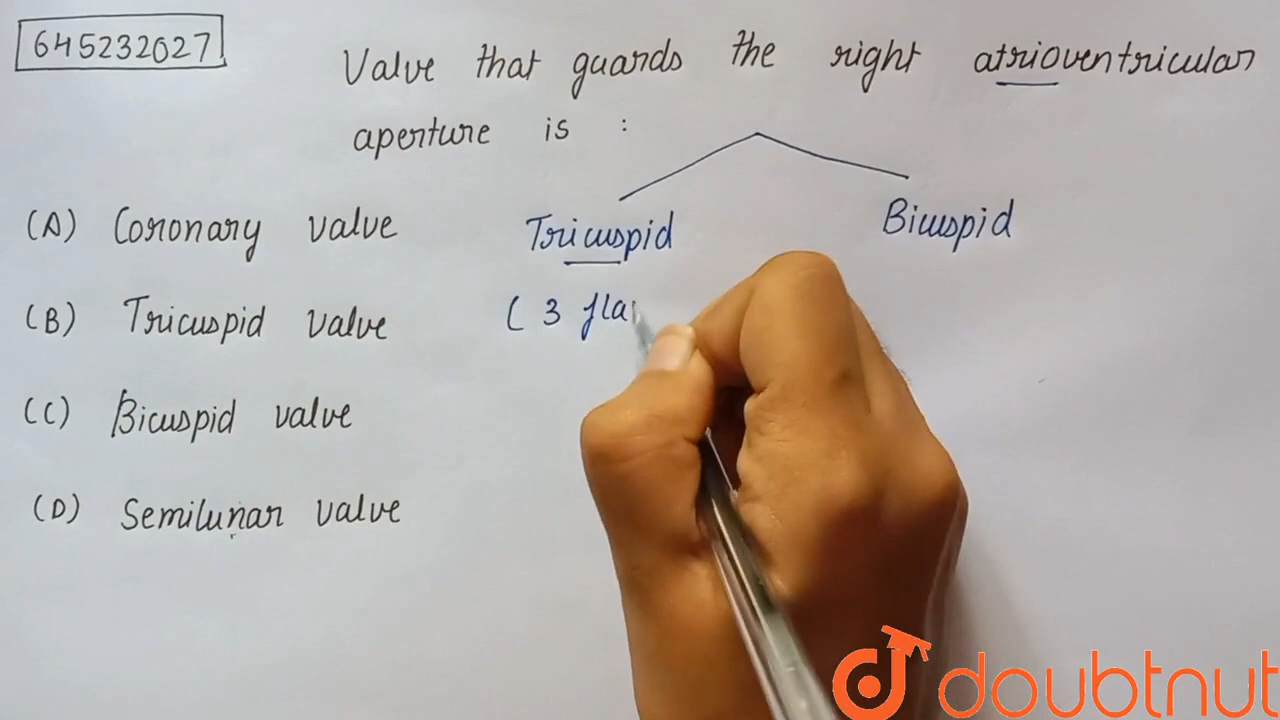 645232027
Valve that guards the right atrioventricular
aperture is :
(A) Coronary valve
(B) Tricuspid valve
(C) Bicuspid valve
(D) Semilunar valve
Tricuspid
Bicuspid
( 3 fla
doubtnut